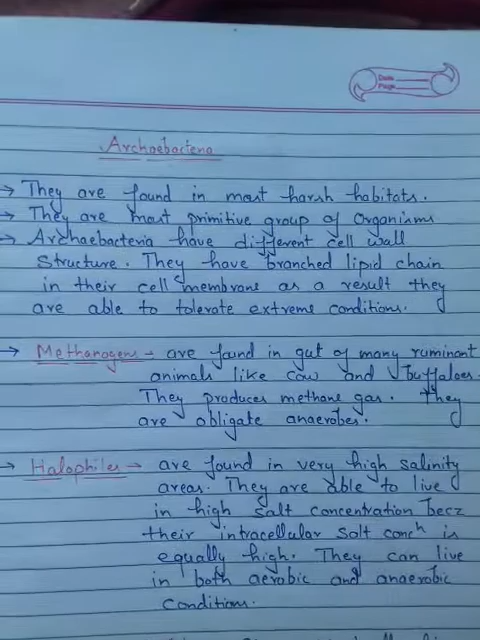 Date
Page
Archaebacteria
→ They are found in most harsh habitats.
→ They are most primitive group of Organisms
→ Archaebacteria have different cell wall
structure. They have branched lipid chain
in their cell membrane as a result they
are able to tolerate extreme conditions.
→ Methanogens - are found in gut of many ruminant
animals like cow and buffaloes.
They produces methane gas. They
are obligate anaerobes.
→ Halophiles → are found in very high salinity
areas. They are able to live
in high salt concentration becz
their intracellular salt conch is
equally high. They can live
in both aerobic and anaerobic
conditions.